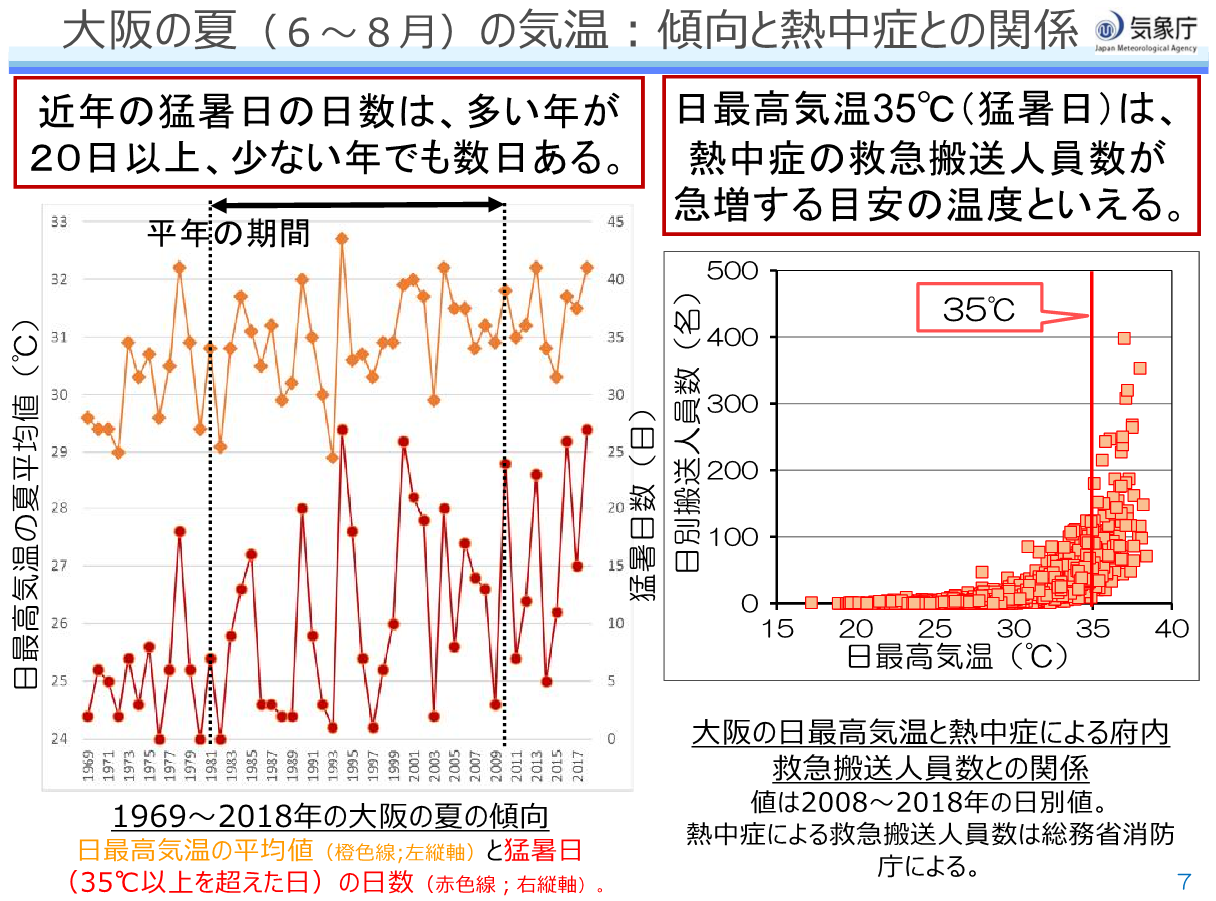 大阪の夏（６～８月）の気温：傾向と熱中症との関係
気象庁
Japan Meteorological Agency
近年の猛暑日の日数は、多い年が
20日以上、少ない年でも数日ある。
日最高気温35℃（猛暑日）は、
熱中症の救急搬送人員数が
急増する目安の温度といえる。
平年の期間
日最高気温の夏平均値（℃）
33
32
31
30
29
28
27
26
25
24
45
40
35
30
25
20
15
10
5
0
猛暑日数（日）
1969 1971 1973 1975 1977 1979 1981 1983 1985 1987 1989 1991 1993 1995 1997 1999 2001 2003 2005 2007 2009 2011 2013 2015 2017
1969～2018年の大阪の夏の傾向
日最高気温の平均値（橙色線;左縦軸）と猛暑日
（35℃以上を超えた日）の日数（赤色線；右縦軸）。
日別搬送人員数（名）
500
400
300
200
100
0
35℃
15 20 25 30 35 40
日最高気温（℃）
大阪の日最高気温と熱中症による府内
救急搬送人員数との関係
値は2008～2018年の日別値。
熱中症による救急搬送人員数は総務省消防
庁による。
7